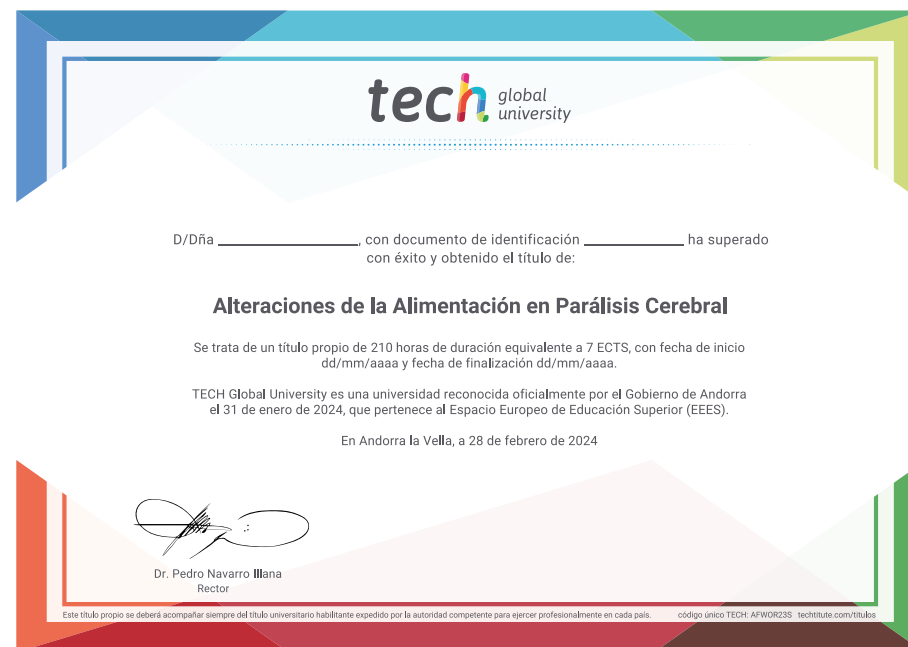 tech global university
D/Dña ____________________, con documento de identificación ______________ ha superado
con éxito y obtenido el título de:
Alteraciones de la Alimentación en Parálisis Cerebral
Se trata de un título propio de 210 horas de duración equivalente a 7 ECTS, con fecha de inicio
dd/mm/aaaa y fecha de finalización dd/mm/aaaa.
TECH Global University es una universidad reconocida oficialmente por el Gobierno de Andorra
el 31 de enero de 2024, que pertenece al Espacio Europeo de Educación Superior (EEES).
En Andorra la Vella, a 28 de febrero de 2024
Dr. Pedro Navarro Illana
Rector
Este título propio se deberá acompañar siempre del título universitario habilitante expedido por la autoridad competente para ejercer profesionalmente en cada país. código único TECH: AFWOR23S techtitute.com/titulos